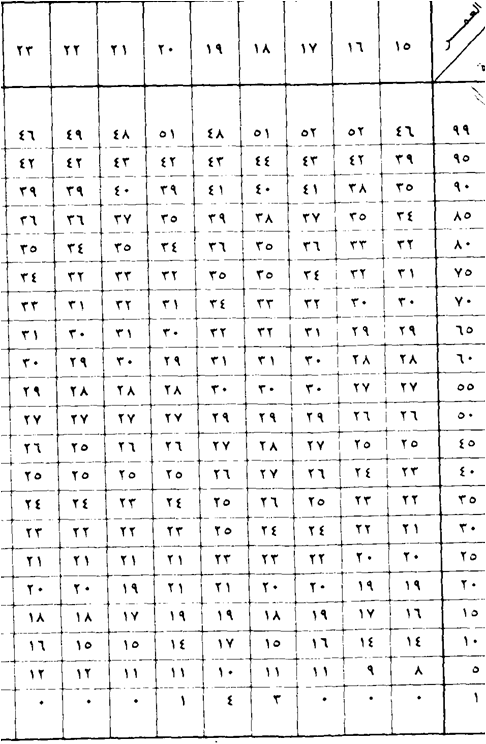 العمر ١٥ ١٦ ١٧ ١٨ ١٩ ٢٠ ٢١ ٢٢ ٢٣
٩٩ ٤٦ ٥٢ ٥٢ ٥١ ٤٨ ٥١ ٤٨ ٤٩ ٤٦
٩٥ ٣٩ ٤٢ ٤٣ ٤٤ ٤٣ ٤٢ ٤٣ ٤٢ ٤٢
٩٠ ٣٥ ٣٨ ٤١ ٤٠ ٤١ ٣٩ ٤٠ ٣٩ ٣٩
٨٥ ٣٤ ٣٥ ٣٧ ٣٨ ٣٩ ٣٥ ٣٧ ٣٦ ٣٦
٨٠ ٣٢ ٣٣ ٣٦ ٣٥ ٣٦ ٣٤ ٣٥ ٣٤ ٣٥
٧٥ ٣١ ٣٢ ٣٤ ٣٥ ٣٥ ٣٢ ٣٣ ٣٢ ٣٤
٧٠ ٣٠ ٣٠ ٣٢ ٣٣ ٣٤ ٣١ ٣٢ ٣١ ٣٣
٦٥ ٢٩ ٢٩ ٣١ ٣٢ ٣٢ ٣٠ ٣١ ٣٠ ٣١
٦٠ ٢٨ ٢٨ ٣٠ ٣١ ٣١ ٢٩ ٣٠ ٢٩ ٣٠
٥٥ ٢٧ ٢٧ ٣٠ ٣٠ ٣٠ ٢٨ ٢٨ ٢٨ ٢٩
٥٠ ٢٦ ٢٦ ٢٩ ٢٩ ٢٩ ٢٧ ٢٧ ٢٧ ٢٧
٤٥ ٢٥ ٢٥ ٢٧ ٢٨ ٢٧ ٢٦ ٢٦ ٢٥ ٢٦
٤٠ ٢٣ ٢٤ ٢٦ ٢٧ ٢٦ ٢٥ ٢٥ ٢٥ ٢٥
٣٥ ٢٢ ٢٣ ٢٥ ٢٦ ٢٥ ٢٤ ٢٣ ٢٤ ٢٤
٣٠ ٢١ ٢٢ ٢٤ ٢٤ ٢٥ ٢٣ ٢٢ ٢٢ ٢٣
٢٥ ٢٠ ٢٠ ٢٢ ٢٣ ٢٣ ٢١ ٢١ ٢١ ٢١
٢٠ ١٩ ١٩ ٢٠ ٢٠ ٢١ ٢١ ١٩ ٢٠ ٢٠
١٥ ١٦ ١٧ ١٩ ١٨ ١٩ ١٩ ١٧ ١٨ ١٨
١٠ ١٤ ١٤ ١٦ ١٥ ١٧ ١٤ ١٥ ١٥ ١٦
٥ ٨ ٩ ١١ ١١ ١٠ ١١ ١١ ١٢ ١٢
١ ٠ ٠ ٠ ٣ ٤ ١ ٠ ٠ ٠